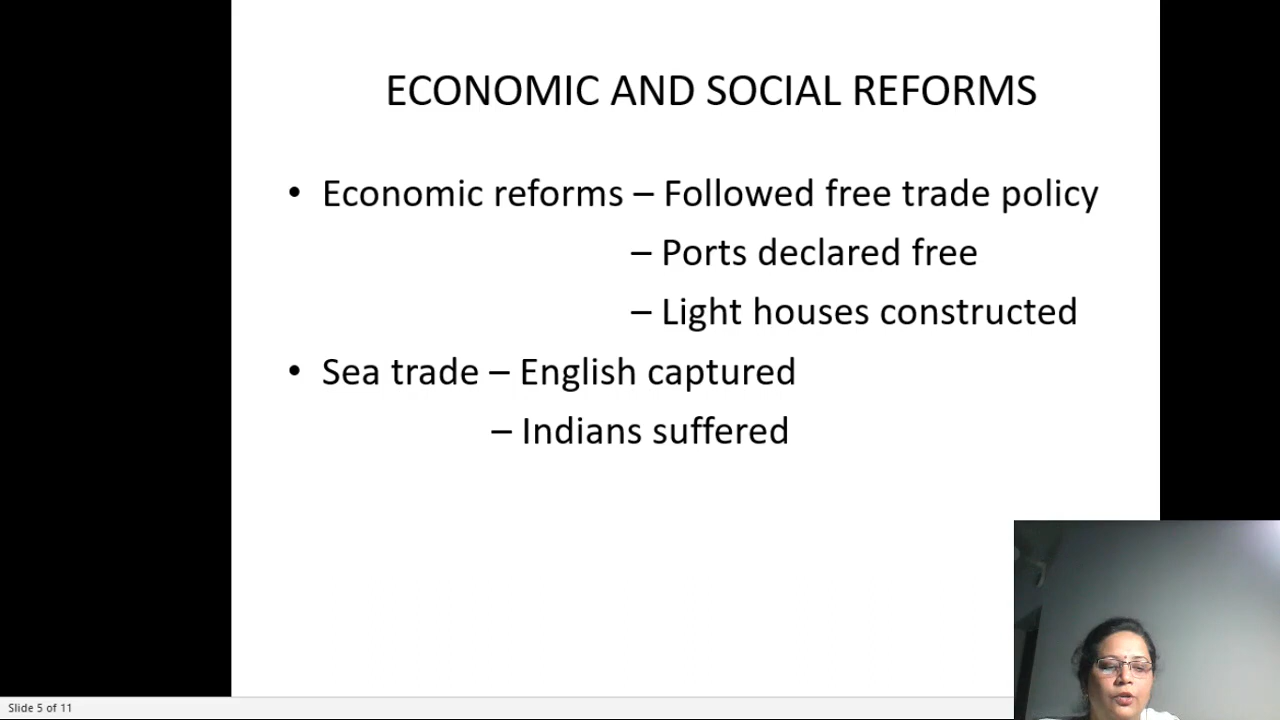 ECONOMIC AND SOCIAL REFORMS
• Economic reforms – Followed free trade policy
– Ports declared free
– Light houses constructed
• Sea trade – English captured
– Indians suffered
Slide 5 of 11